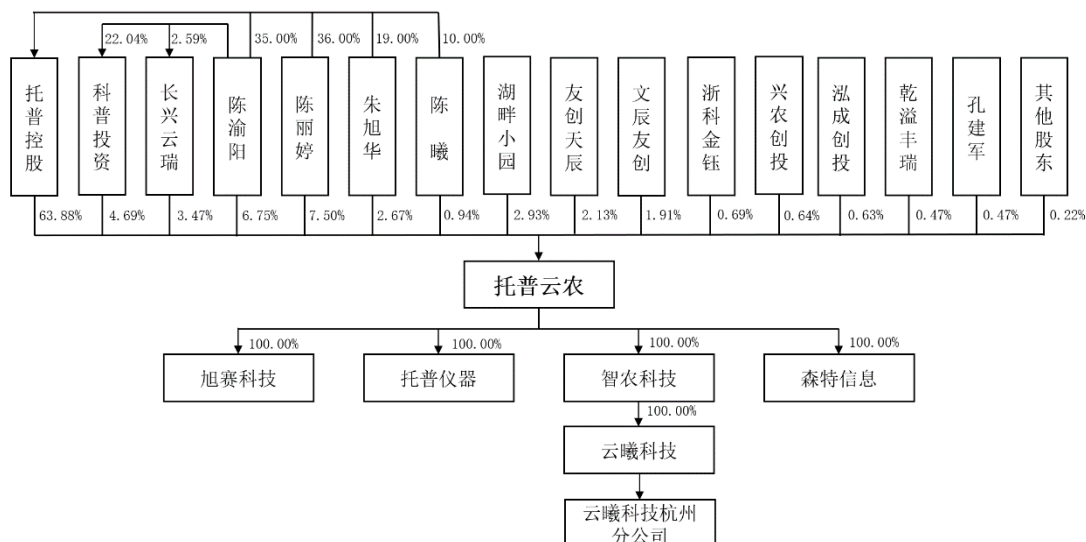 22.04%
2.59%
35.00%
36.00%
19.00%
10.00%
托普控股
科普投资
长兴云瑞
陈渝阳
陈丽婷
朱旭华
陈 曦
湖畔小园
友创天辰
文辰友创
浙科金钰
兴农创投
泓成创投
乾溢丰瑞
孔建军
其他股东
63.88%
4.69%
3.47%
6.75%
7.50%
2.67%
0.94%
2.93%
2.13%
1.91%
0.69%
0.64%
0.63%
0.47%
0.47%
0.22%
托普云农
100.00%
100.00%
100.00%
100.00%
旭赛科技
托普仪器
智农科技
森特信息
100.00%
云曦科技
云曦科技杭州
分公司